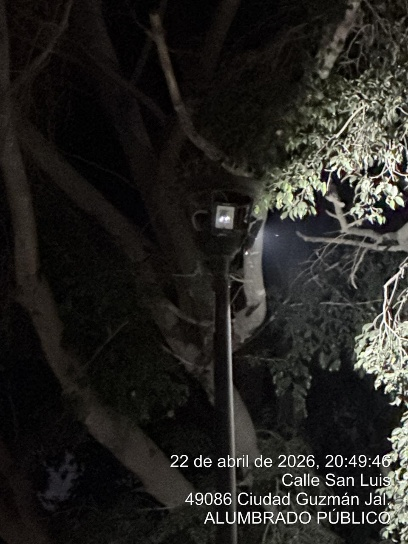 22 de abril de 2026, 20:49:46
Calle San Luis
49086 Ciudad Guzmán Jal.
ALUMBRADO PÚBLICO